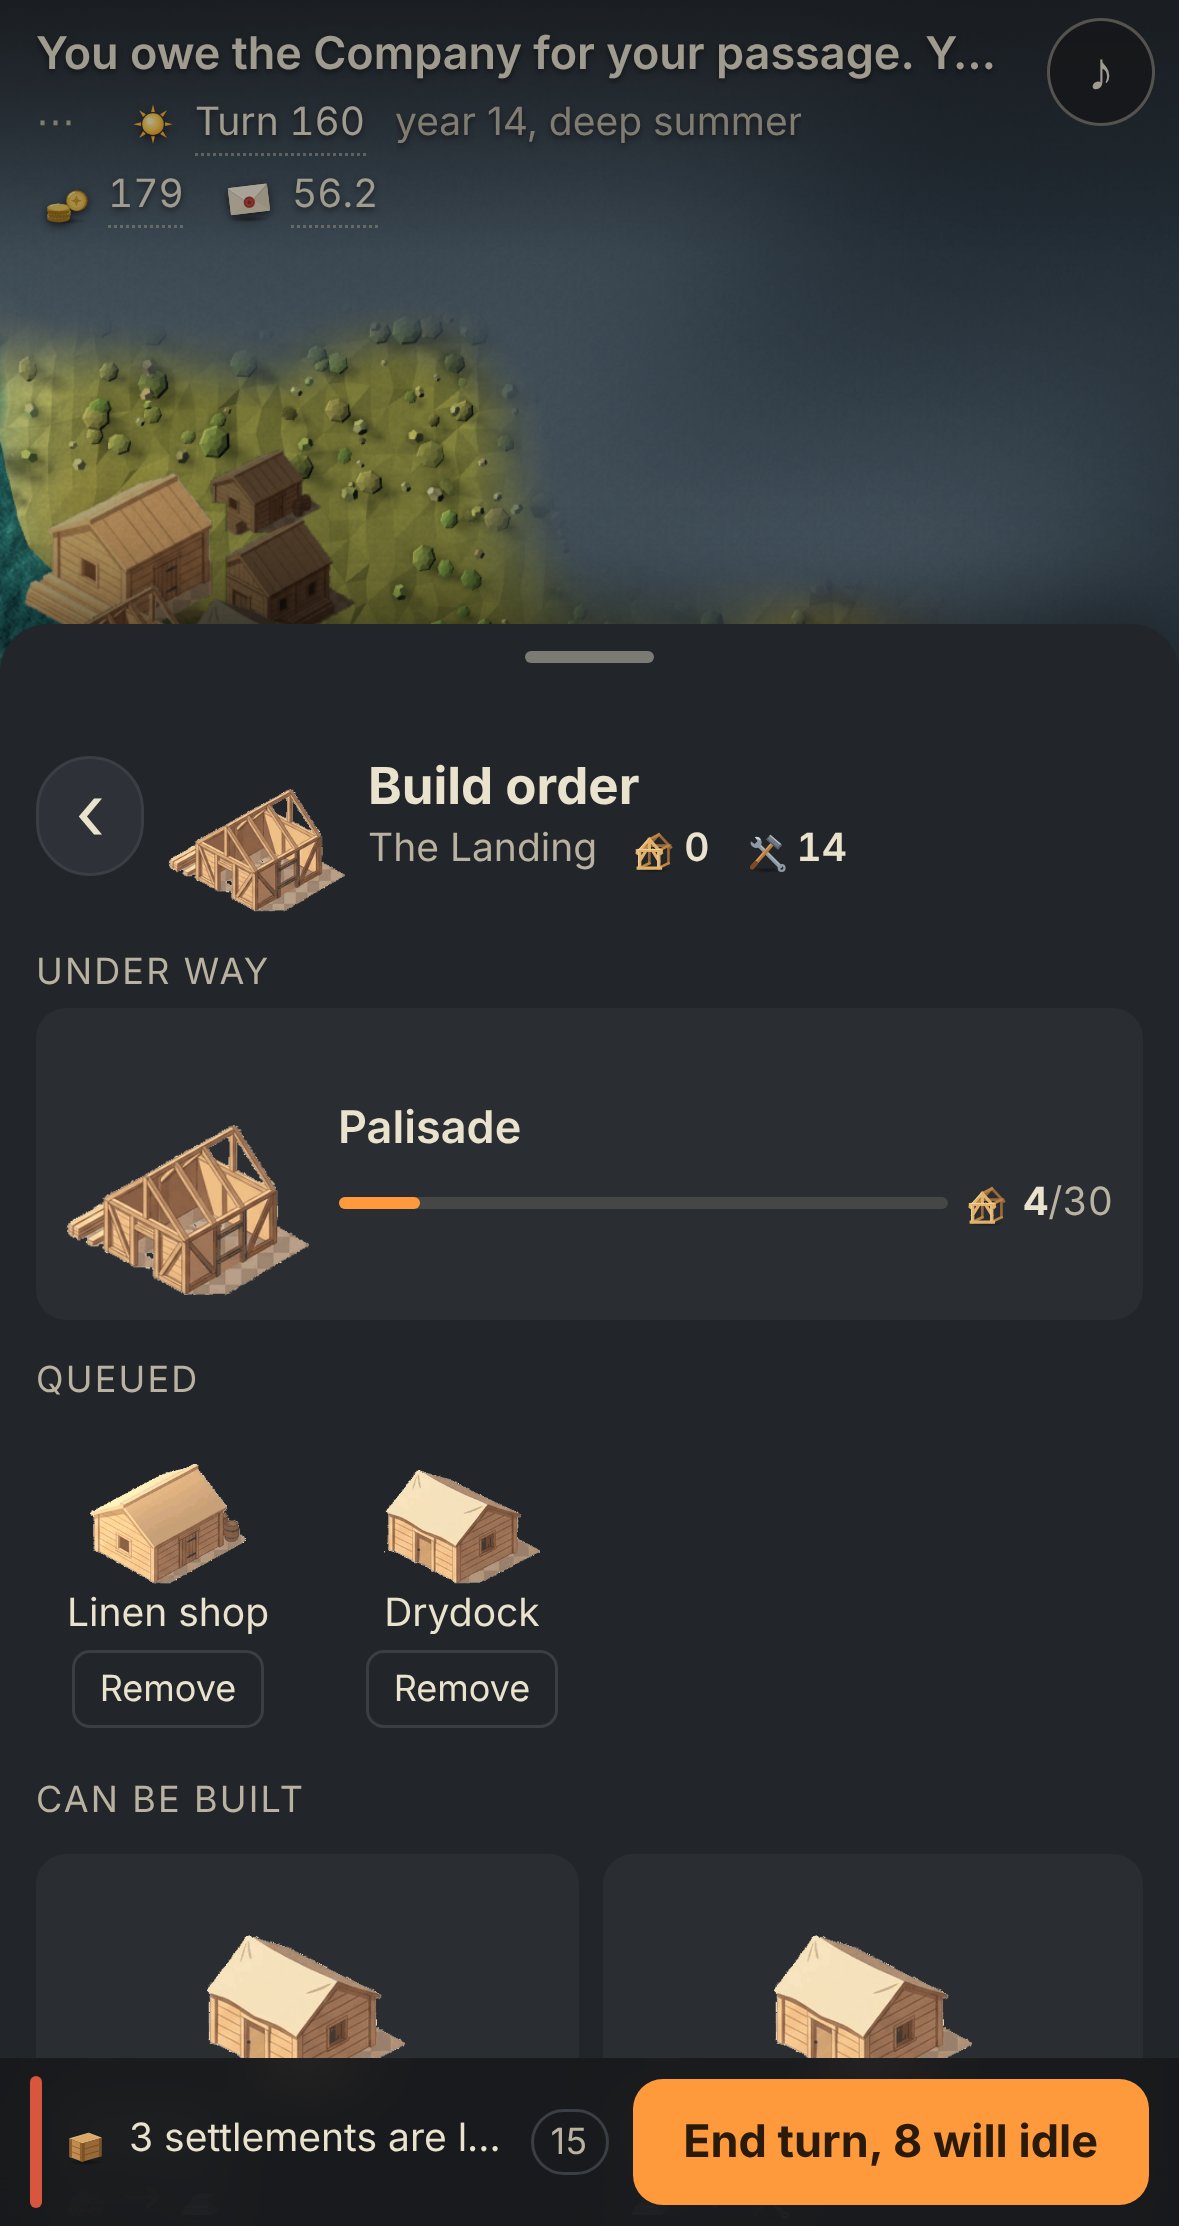 You owe the Company for your passage. Y...
... Turn 160 year 14, deep summer
179 56.2
Build order
The Landing 0 14
UNDER WAY
Palisade
4/30
QUEUED
Linen shop Drydock
Remove Remove
CAN BE BUILT
3 settlements are l... 15 End turn, 8 will idle